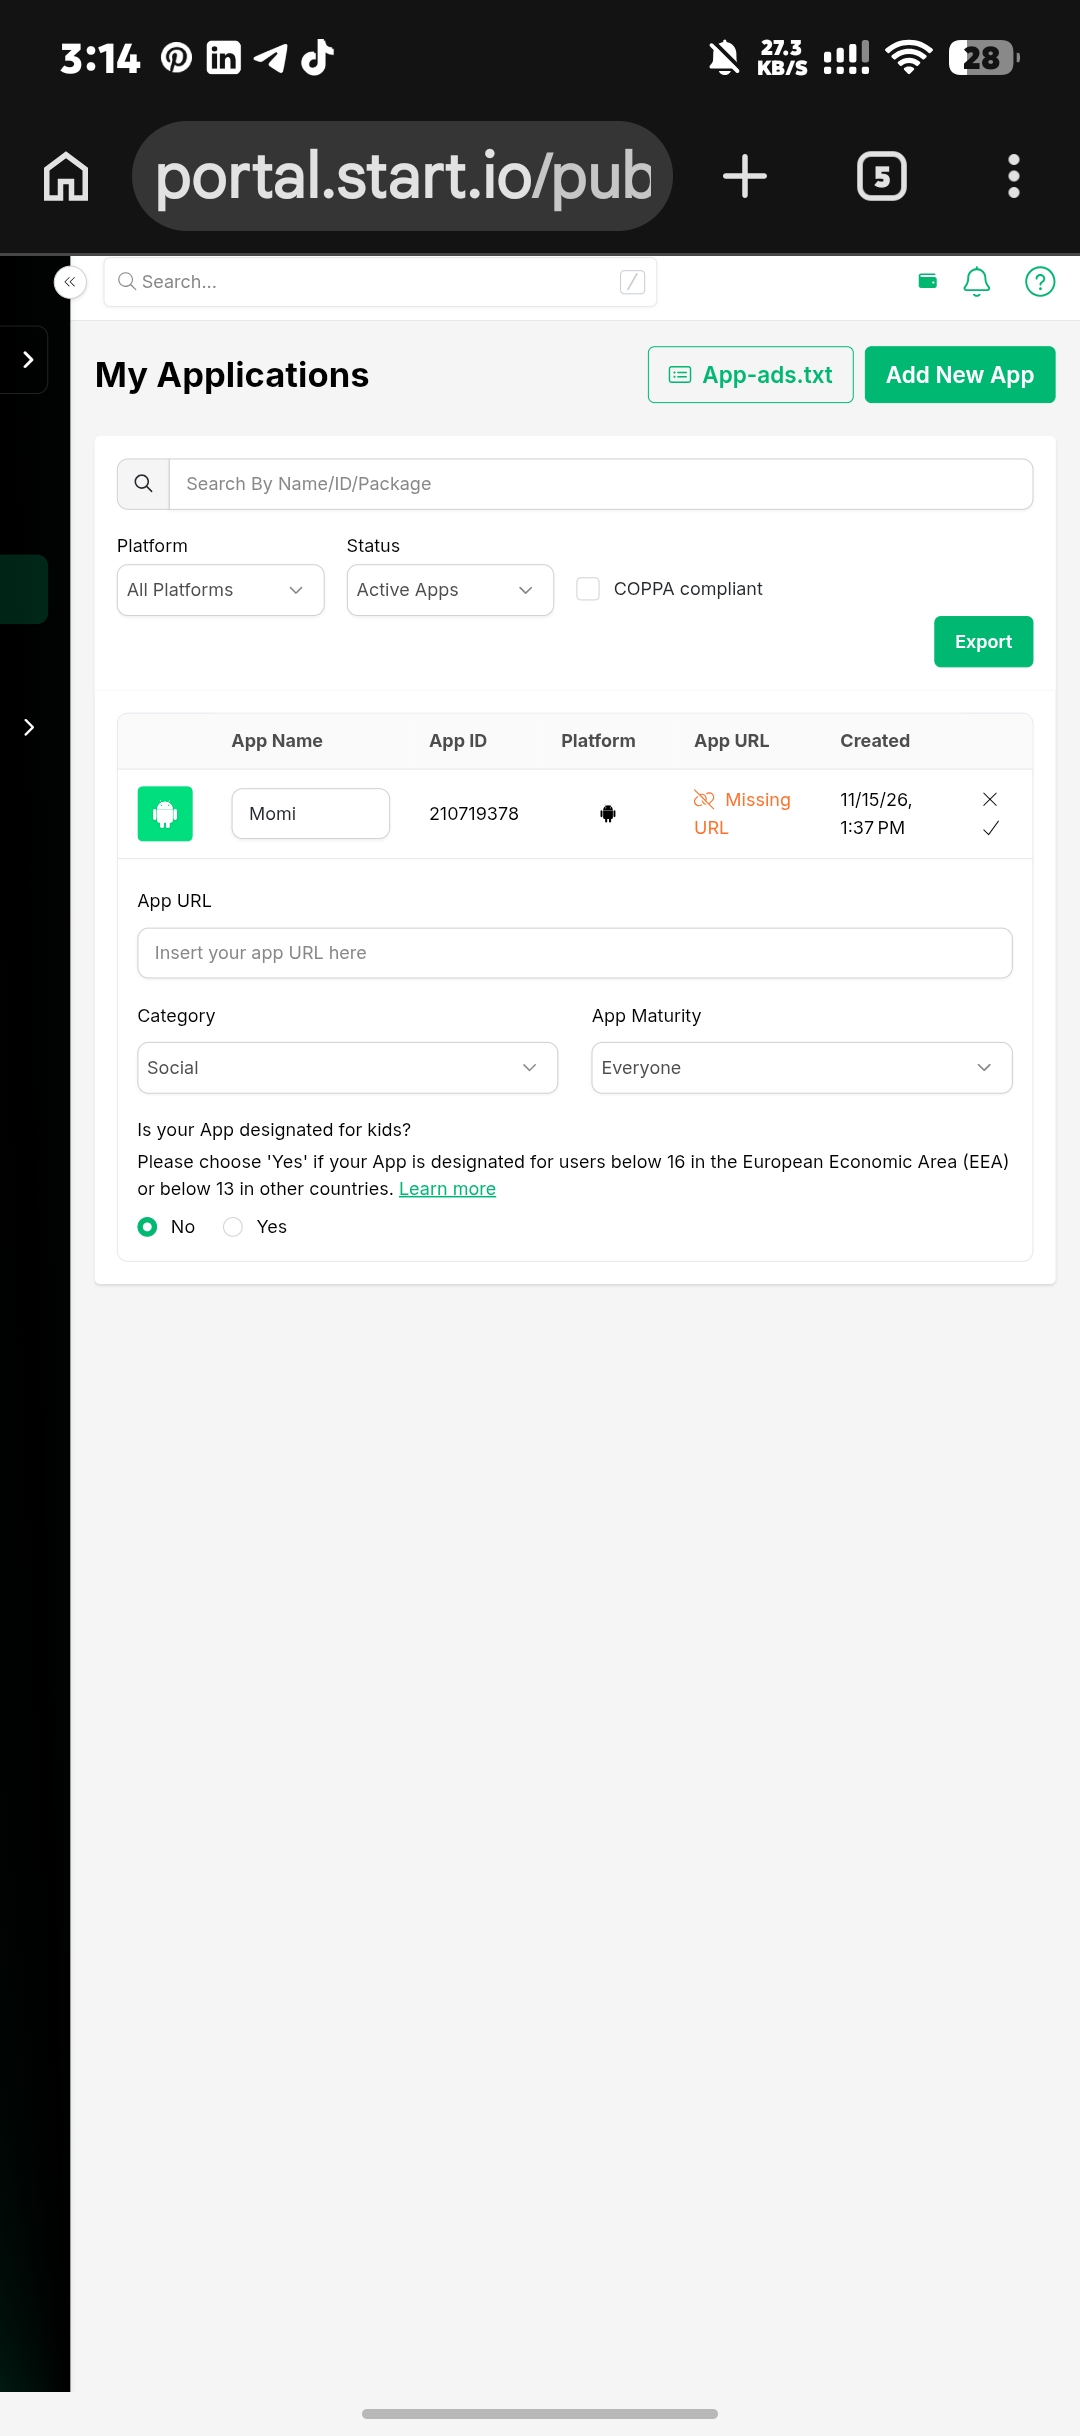 3:14
27.3
KB/S
28
portal.start.io/pub
5
Search...
/
My Applications
App-ads.txt
Add New App
Search By Name/ID/Package
Platform
Status
All Platforms
Active Apps
COPPA compliant
Export
App Name
App ID
Platform
App URL
Created
Momi
210719378
Missing
URL
11/15/26,
1:37 PM
App URL
Insert your app URL here
Category
App Maturity
Social
Everyone
Is your App designated for kids?
Please choose 'Yes' if your App is designated for users below 16 in the European Economic Area (EEA)
or below 13 in other countries. Learn more
No
Yes